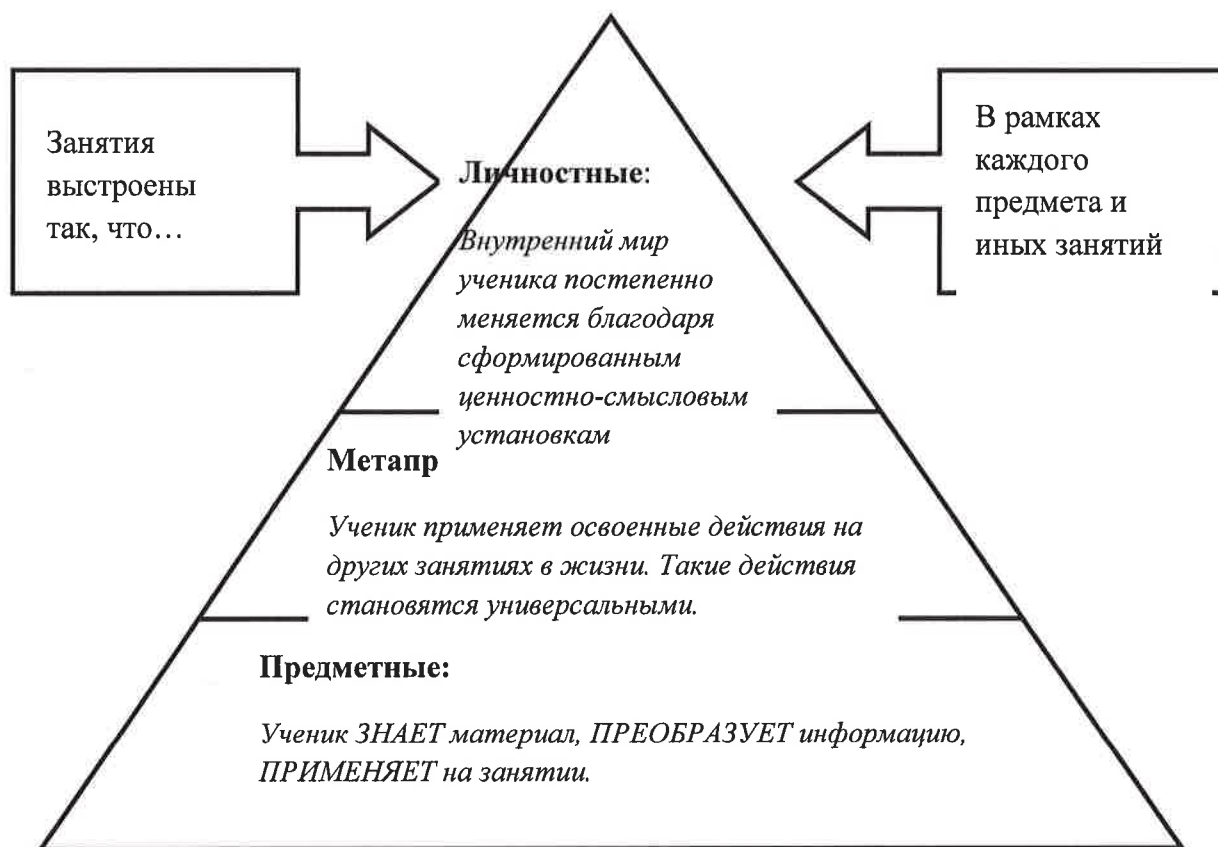 Занятия
выстроены
так, что…
В рамках
каждого
предмета и
иных занятий
Личностные:
Внутренний мир
ученика постепенно
меняется благодаря
сформированным
ценностно-смысловым
установкам
Метапр
Ученик применяет освоенные действия на
других занятиях в жизни. Такие действия
становятся универсальными.
Предметные:
Ученик ЗНАЕТ материал, ПРЕОБРАЗУЕТ информацию,
ПРИМЕНЯЕТ на занятии.